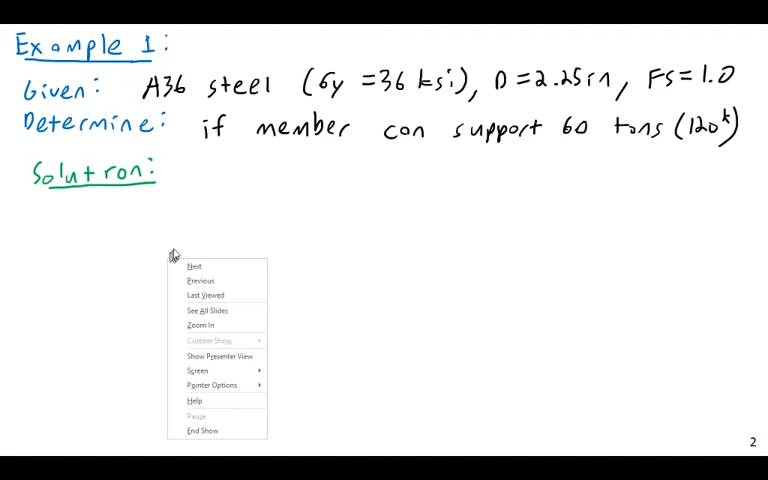 Example 1:
Given: A36 steel (σy = 36 ksi), D = 2.25in, Fs = 1.0
Determine: if member can support 60 tons (120ᵏ)
Solution:
Next
Previous
Last Viewed
See All Slides
Zoom In
Custom Show
Show Presenter View
Screen
Pointer Options
Help
Pause
End Show
2